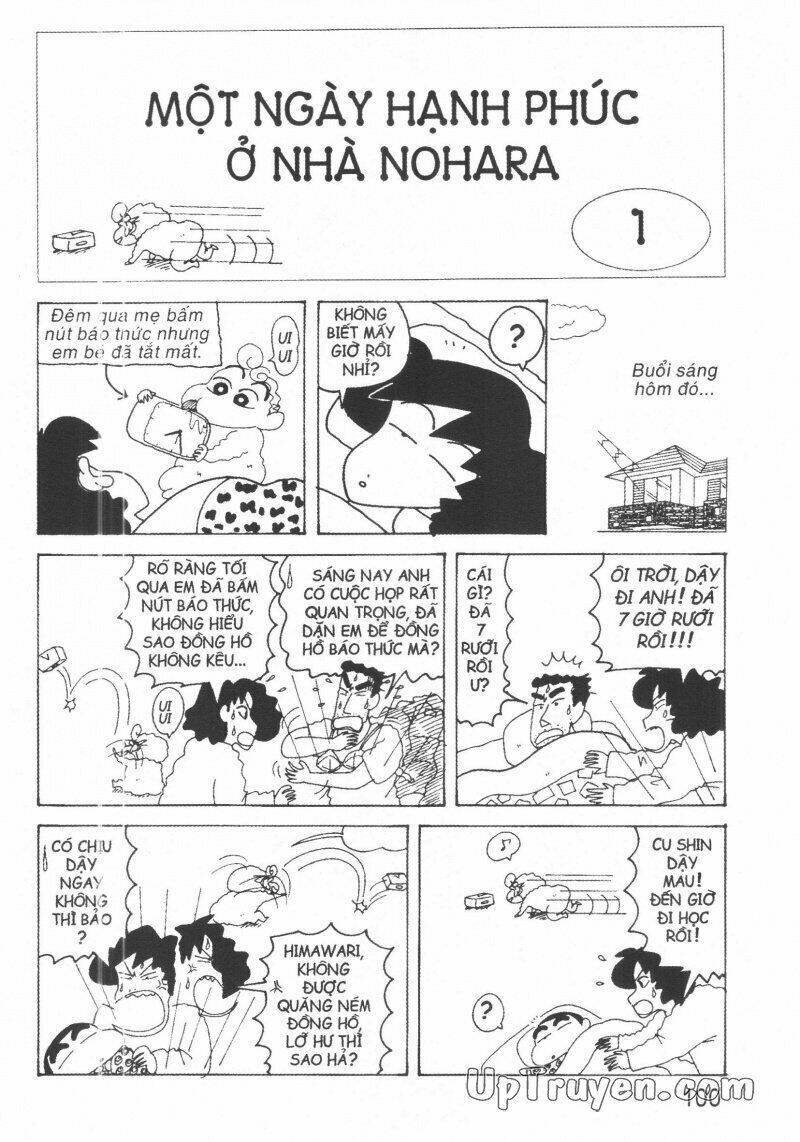 MỘT NGÀY HẠNH PHÚC
Ở NHÀ NOHARA
1
Buổi sáng
hôm đó...
?
KHÔNG
BIẾT MẤY
GIỜ RỒI
NHỈ?
UI
UI
Đêm qua mẹ bấm
nút báo thức nhưng
em bé đã tắt mất.
ÔI TRỜI, DẬY
ĐI ANH! ĐÃ
7 GIỜ RƯỠI
RỒI!!!
CÁI
GÌ?
ĐÃ
7
RƯỠI
RỒI
Ư?
SÁNG NAY ANH
CÓ CUỘC HỌP RẤT
QUAN TRỌNG, ĐÃ
DẶN EM ĐỂ ĐỒNG
HỒ BÁO THỨC MÀ?
RÕ RÀNG TỐI
QUA EM ĐÃ BẤM
NÚT BÁO THỨC,
KHÔNG HIỂU
SAO ĐỒNG HỒ
KHÔNG KÊU...
UI
UI
CU SHIN
DẬY
MAU!
ĐẾN GIỜ
ĐI HỌC
RỒI!
?
HIMAWARI,
KHÔNG
ĐƯỢC
QUĂNG NÉM
ĐỒNG HỒ,
LỠ HƯ THÌ
SAO HẢ?
CÓ CHỊU
DẬY
NGAY
KHÔNG
THÌ BẢO
?
UpTruyen.com